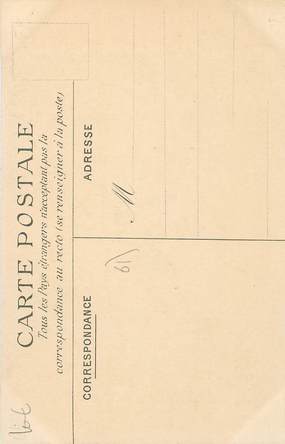 CARTE POSTALE
Tous les Pays étrangers n'acceptant pas la
correspondance au recto (se renseigner à la poste)
CORRESPONDANCE
ADRESSE
M